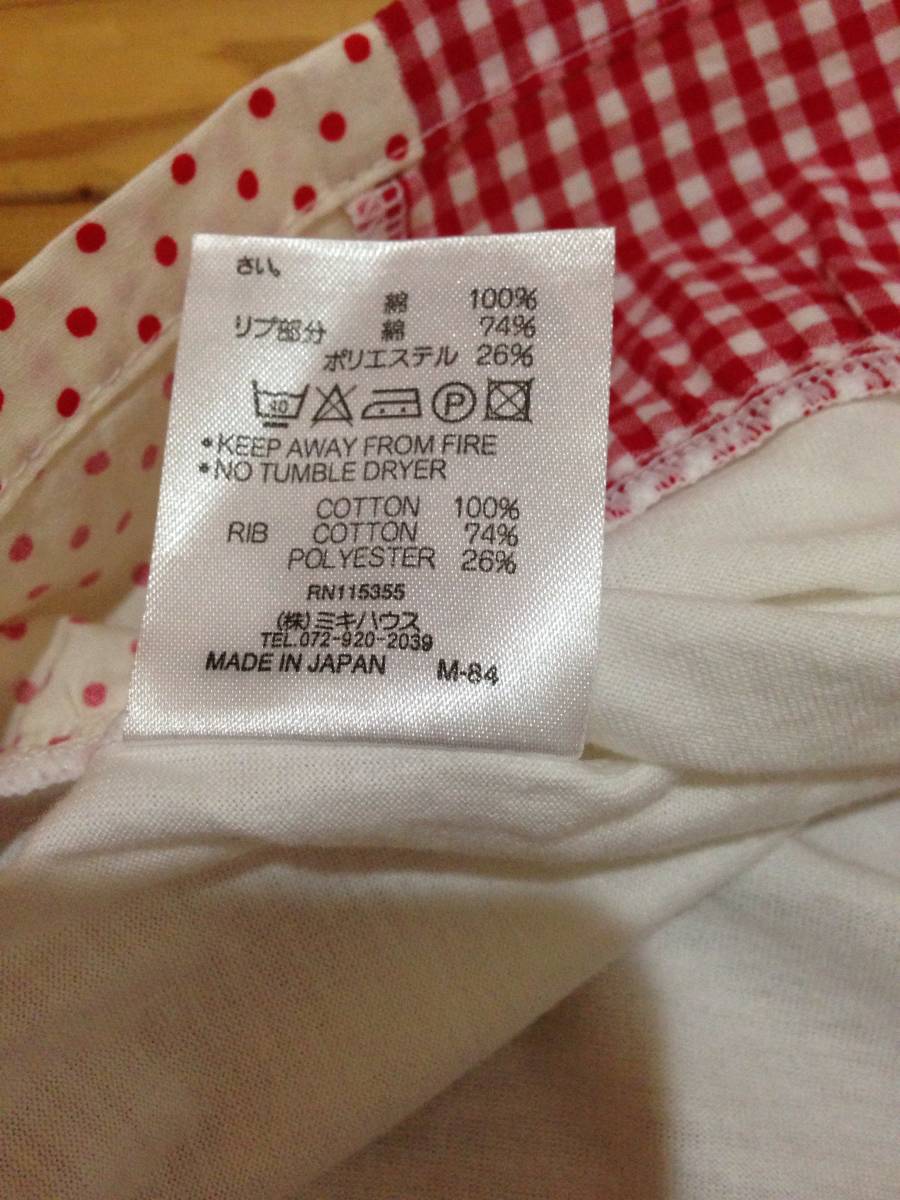 さい。
綿 100%
リブ部分 綿 74%
ポリエステル 26%
40 P
*KEEP AWAY FROM FIRE
*NO TUMBLE DRYER
COTTON 100%
RIB COTTON 74%
POLYESTER 26%
RN115355
(株)ミキハウス
TEL.072-920-2039
MADE IN JAPAN M-84